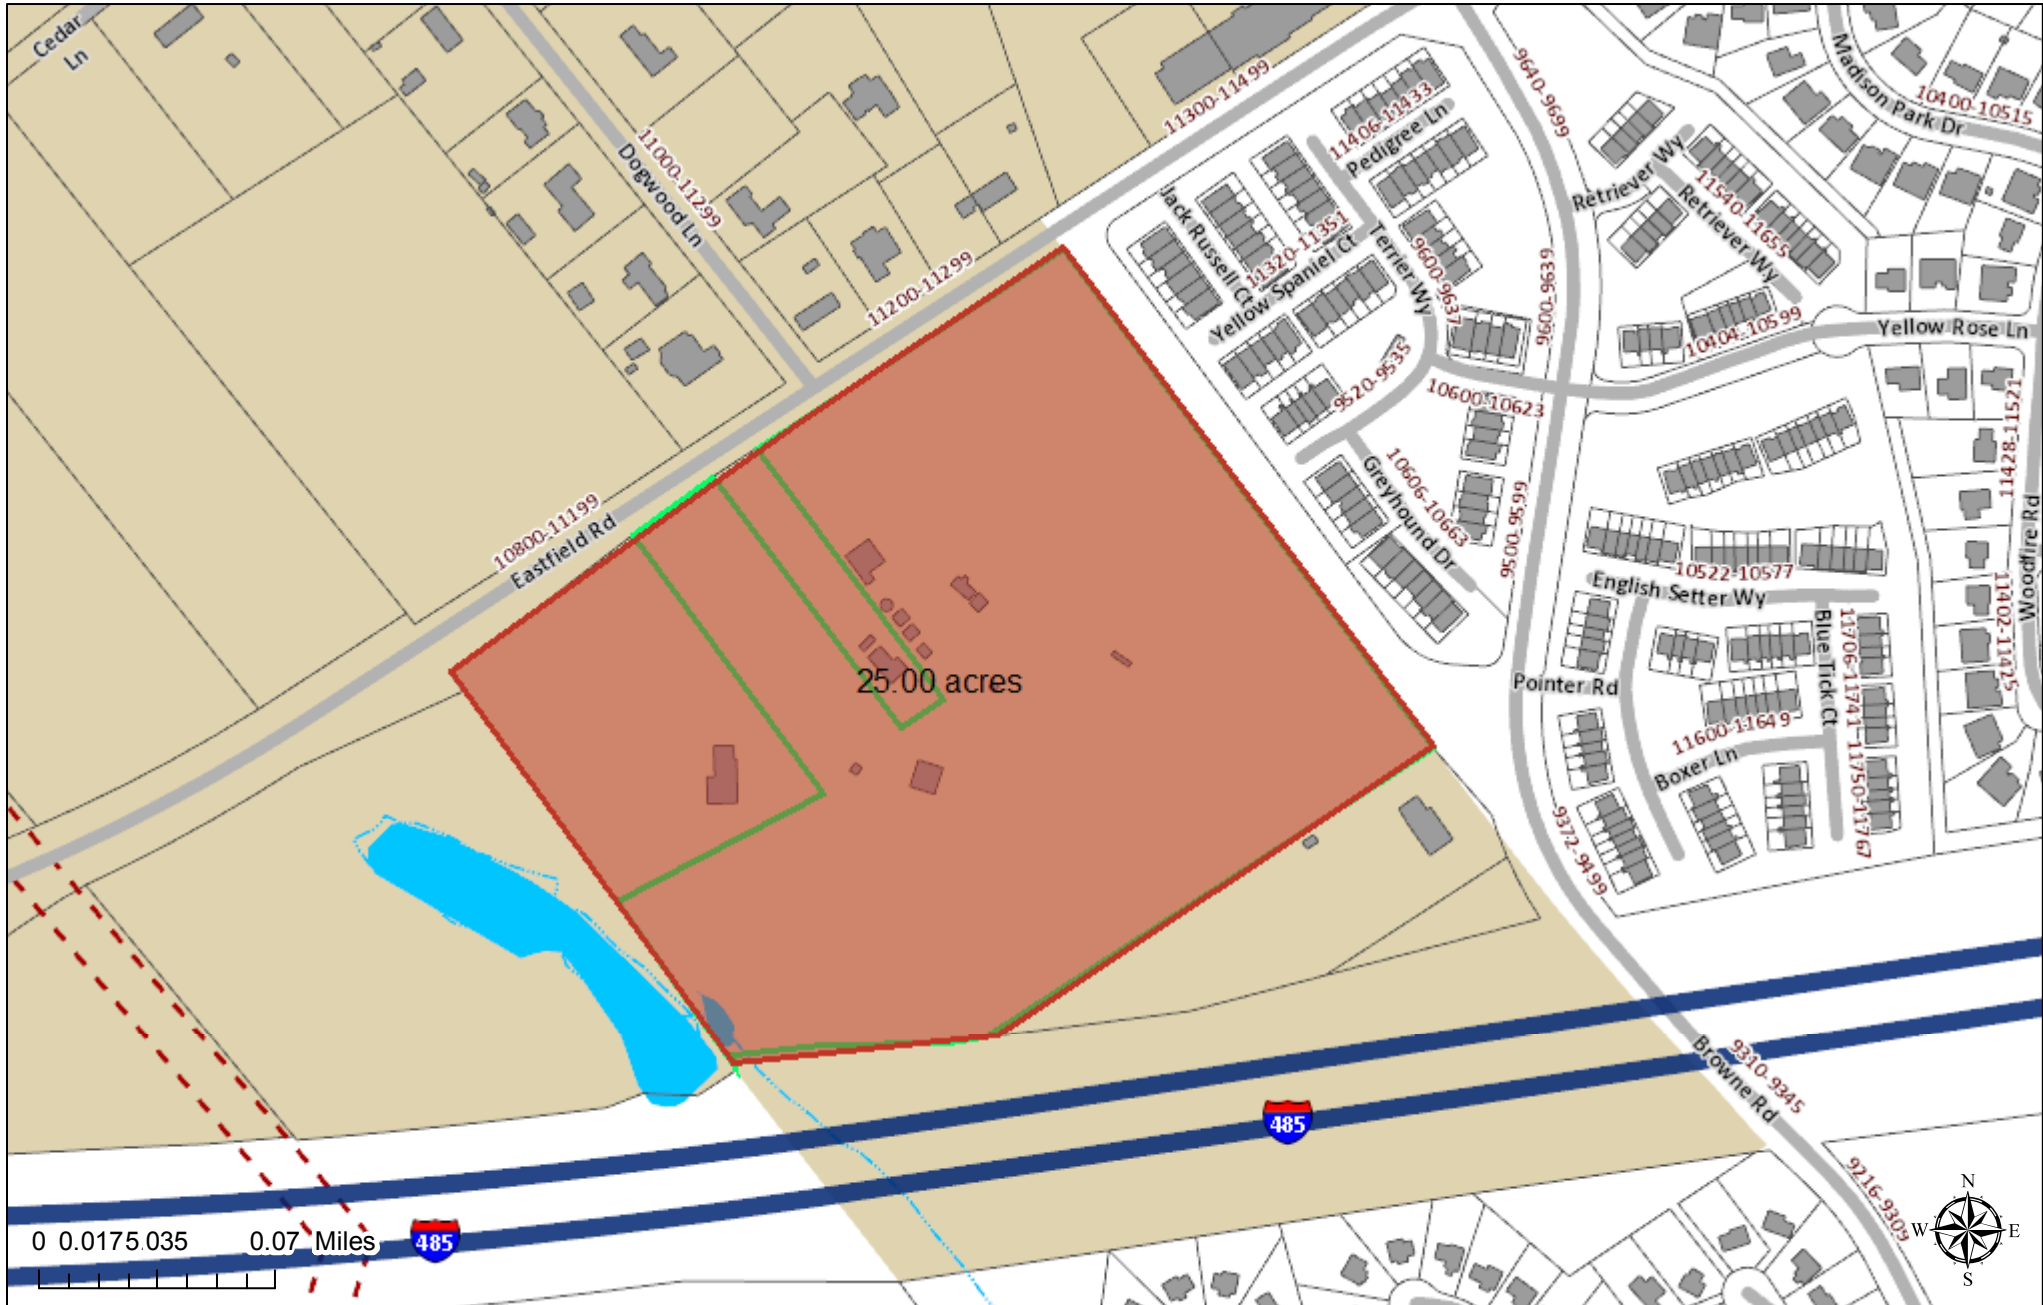 Cedar
Ln
11000-11299
Dogwood Ln
11300-11499
9640-9699
Madison Park Dr
10400-10515
11406-11433
Pedigree Ln
Retriever Wy
Retriever Wy
11540-11655
Jack Russell Ct
11320-11351
Yellow Spaniel Ct
Terrier Wy
9600-9637
9600-9639
11200-11299
10404-10599
Yellow Rose Ln
9520-9535
10600-10623
11428-11521
10800-11199
Eastfield Rd
10606-10663
Greyhound Dr
9500-9599
Woodfire Rd
10522-10577
English Setter Wy
11402-11425
Blue Tick Ct
11706-11741
25.00 acres
Pointer Rd
11600-11649
Boxer Ln
11750-11767
9372-9499
Browne Rd
9310-9345
485
9216-9309
N
W
E
S
0 0.0175.035 0.07 Miles
485